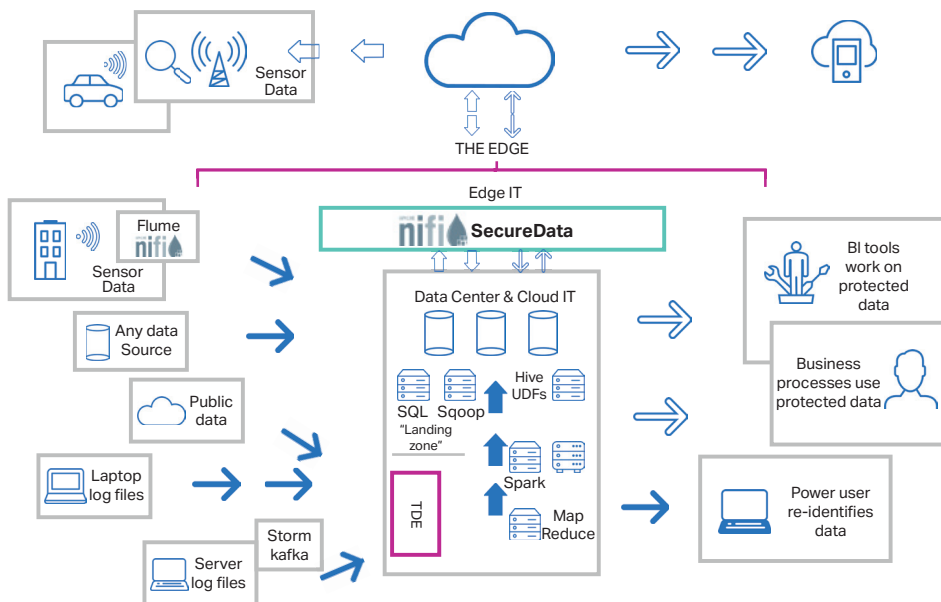 Sensor
Data
THE EDGE
Edge IT
nifi SecureData
Flume
nifi
Sensor
Data
Data Center & Cloud IT
BI tools
work on
protected
data
Any data
Source
Hive
UDFs
SQL
Sqoop
"Landing
zone"
Business
processes use
protected data
Public
data
Laptop
log files
Spark
TDE
Map
Reduce
Power user
re-identifies
data
Storm
kafka
Server
log files